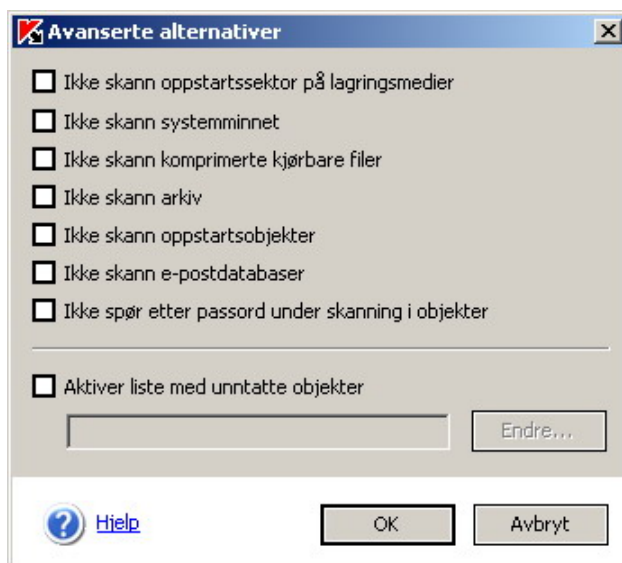 Avanserte alternativer
Ikke skann oppstartssektor på lagringsmedier
Ikke skann systemminnet
Ikke skann komprimerte kjørbare filer
Ikke skann arkiv
Ikke skann oppstartsobjekter
Ikke skann e-postdatabaser
Ikke spør etter passord under skanning i objekter
Aktiver liste med unntatte objekter
Endre...
Hjelp
OK
Avbryt